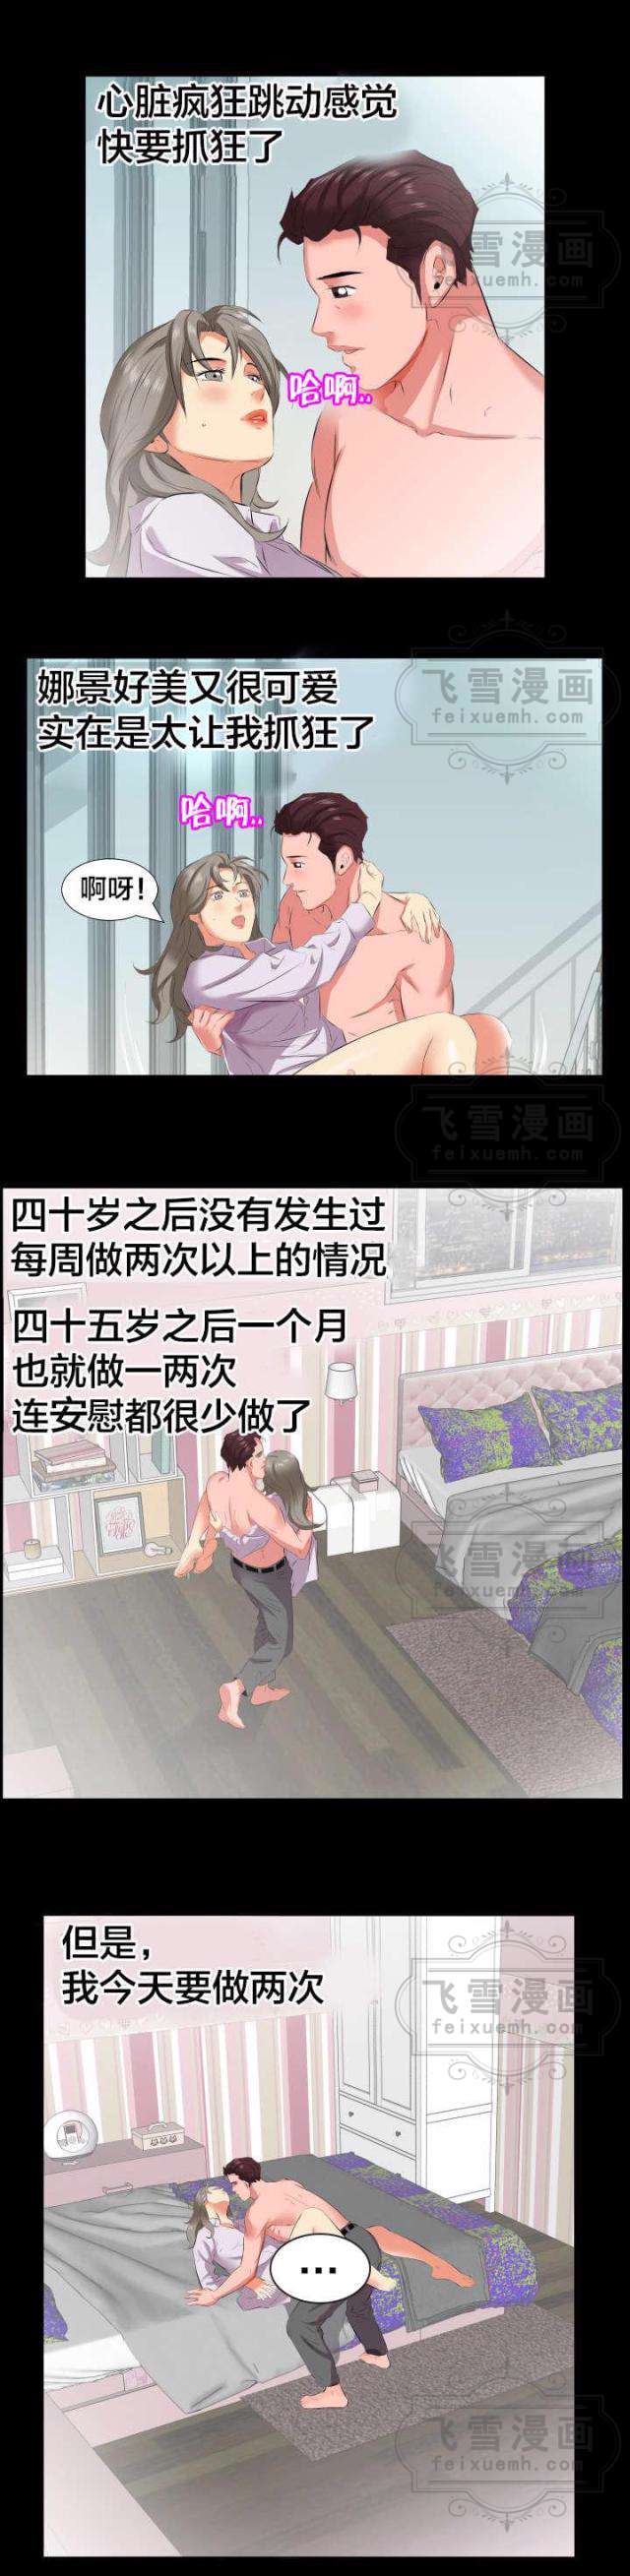 心脏疯狂跳动感觉
快要抓狂了
飞雪漫画
feixuemh.com
哈啊..
飞雪漫画
feixuemh.com
娜景好美又很可爱
实在是太让我抓狂了
哈啊..
啊呀!
飞雪漫画
feixuemh.com
四十岁之后没有发生过
每周做两次以上的情况
四十五岁之后一个月
也就做一两次
连安慰都很少做了
飞雪漫画
feixuemh.com
但是,
我今天要做两次
飞雪漫画
feixuemh.com
...
飞雪漫画
feixuemh.com